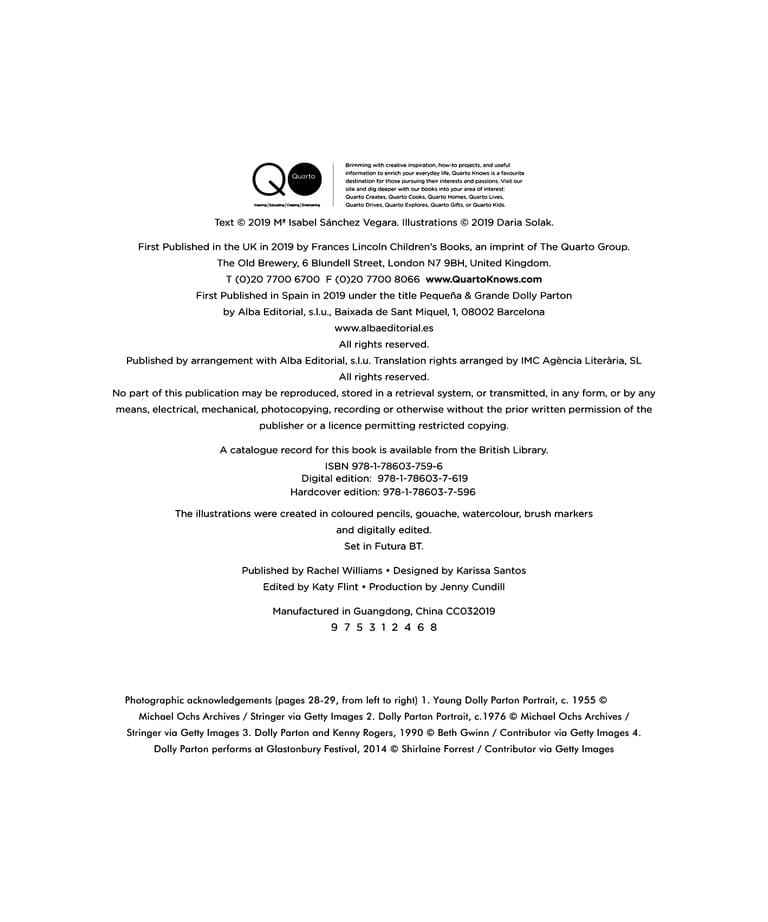 Quarto
Inspiring | Educating | Creating | Entertaining
Brimming with creative inspiration, how-to projects, and useful
information to enrich your everyday life, Quarto Knows is a favourite
destination for those pursuing their interests and passions. Visit our
site and dig deeper with our books into your area of interest:
Quarto Creates, Quarto Cooks, Quarto Homes, Quarto Lives,
Quarto Drives, Quarto Explores, Quarto Gifts, or Quarto Kids.
Text © 2019 Mª Isabel Sánchez Vegara. Illustrations © 2019 Daria Solak.
First Published in the UK in 2019 by Frances Lincoln Children’s Books, an imprint of The Quarto Group.
The Old Brewery, 6 Blundell Street, London N7 9BH, United Kingdom.
T (0)20 7700 6700 F (0)20 7700 8066 www.QuartoKnows.com
First Published in Spain in 2019 under the title Pequeña & Grande Dolly Parton
by Alba Editorial, s.l.u., Baixada de Sant Miquel, 1, 08002 Barcelona
www.albaeditorial.es
All rights reserved.
Published by arrangement with Alba Editorial, s.l.u. Translation rights arranged by IMC Agència Literària, SL
All rights reserved.
No part of this publication may be reproduced, stored in a retrieval system, or transmitted, in any form, or by any
means, electrical, mechanical, photocopying, recording or otherwise without the prior written permission of the
publisher or a licence permitting restricted copying.
A catalogue record for this book is available from the British Library.
ISBN 978-1-78603-759-6
Digital edition: 978-1-78603-7-619
Hardcover edition: 978-1-78603-7-596
The illustrations were created in coloured pencils, gouache, watercolour, brush markers
and digitally edited.
Set in Futura BT.
Published by Rachel Williams • Designed by Karissa Santos
Edited by Katy Flint • Production by Jenny Cundill
Manufactured in Guangdong, China CC032019
9 7 5 3 1 2 4 6 8
Photographic acknowledgements (pages 28-29, from left to right) 1. Young Dolly Parton Portrait, c. 1955 ©
Michael Ochs Archives / Stringer via Getty Images 2. Dolly Parton Portrait, c.1976 © Michael Ochs Archives /
Stringer via Getty Images 3. Dolly Parton and Kenny Rogers, 1990 © Beth Gwinn / Contributor via Getty Images 4.
Dolly Parton performs at Glastonbury Festival, 2014 © Shirlaine Forrest / Contributor via Getty Images